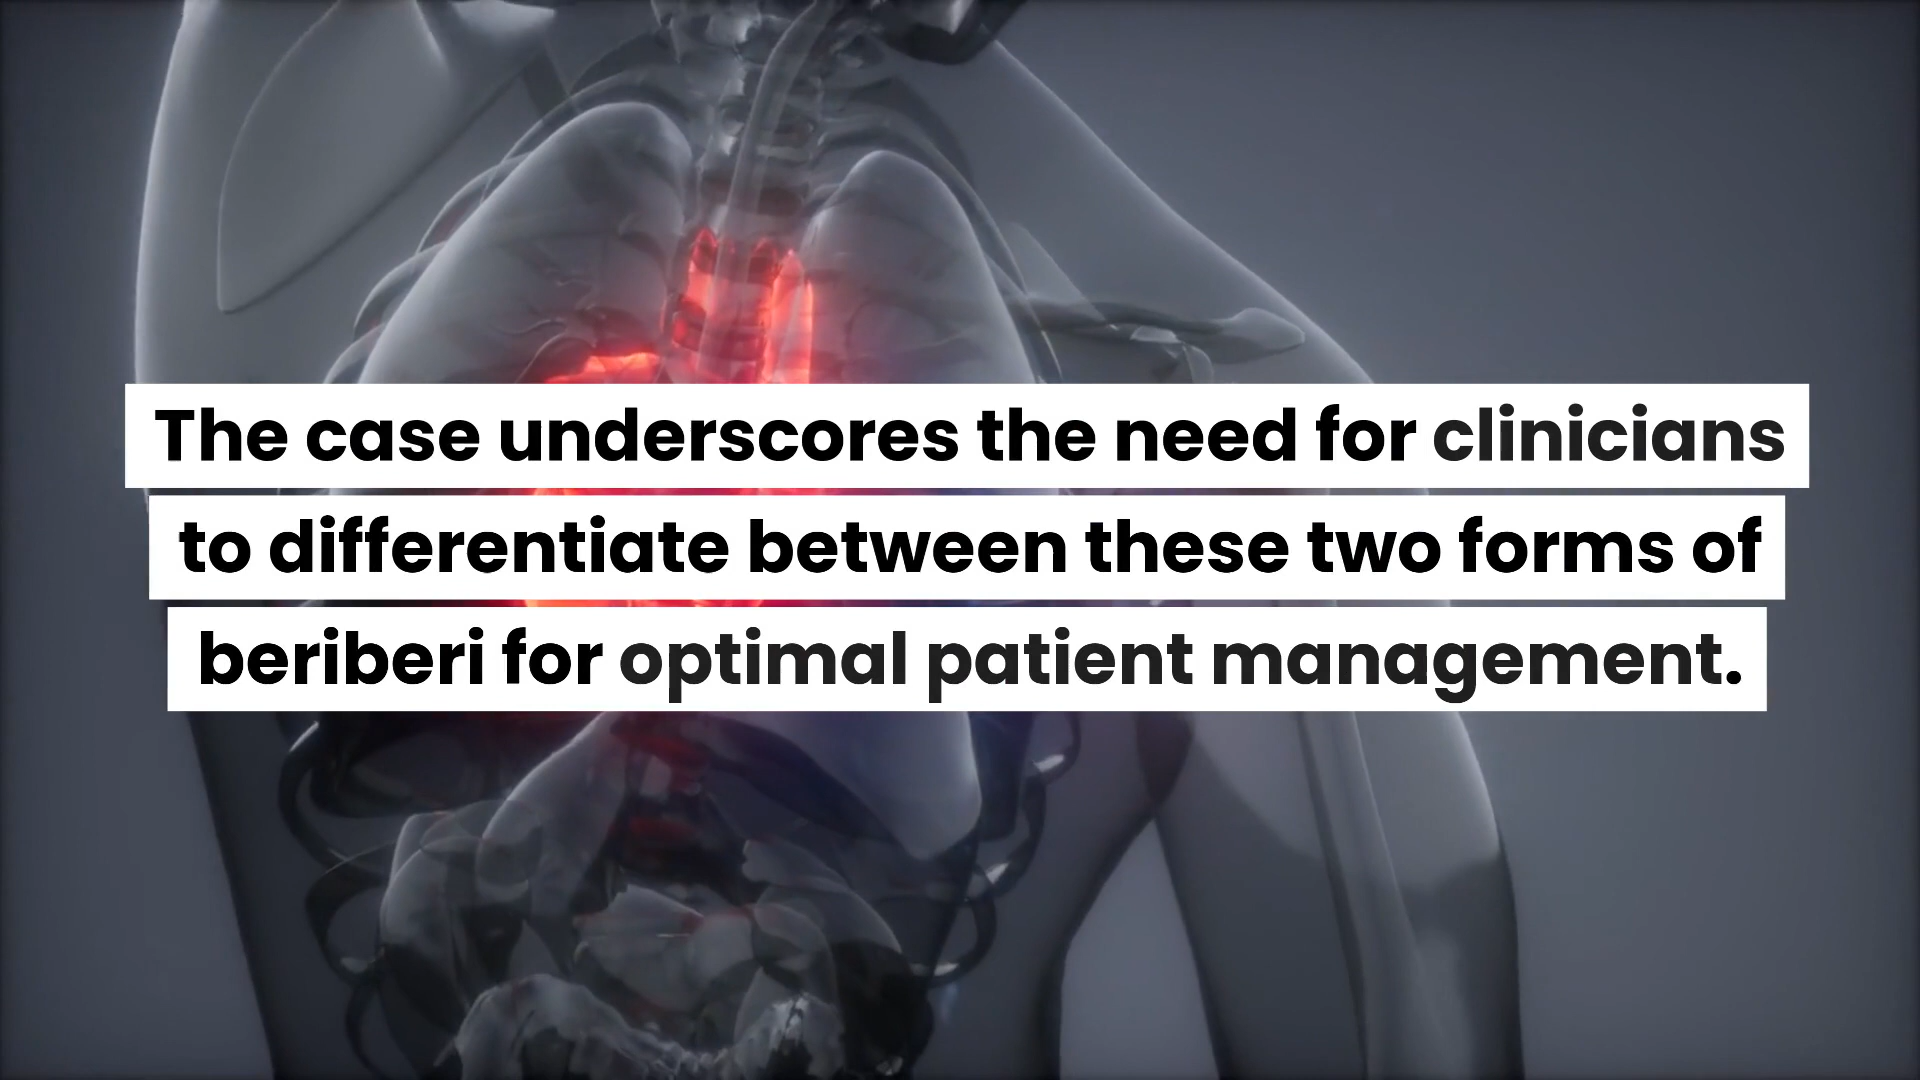 The case underscores the need for clinicians
to differentiate between these two forms of
beriberi for optimal patient management.